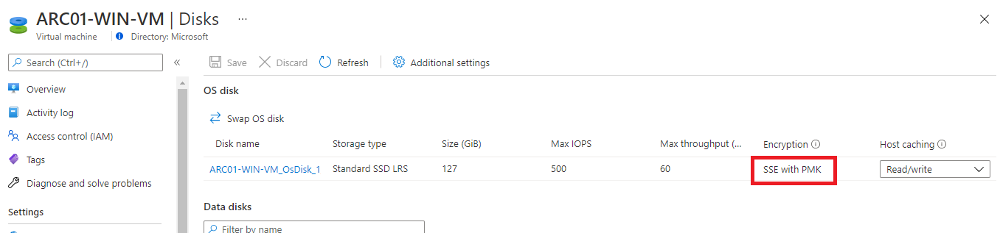 ARC01-WIN-VM | Disks ...
Virtual machine Directory: Microsoft
Search (Ctrl+/) «
Save Discard Refresh Additional settings
Overview
OS disk
Activity log
Swap OS disk
Access control (IAM)
Disk name Storage type Size (GiB) Max IOPS Max throughput (... Encryption Host caching
Tags
ARC01-WIN-VM_OsDisk_1 Standard SSD LRS 127 500 60 SSE with PMK Read/write
Diagnose and solve problems
Data disks
Settings
Filter by name